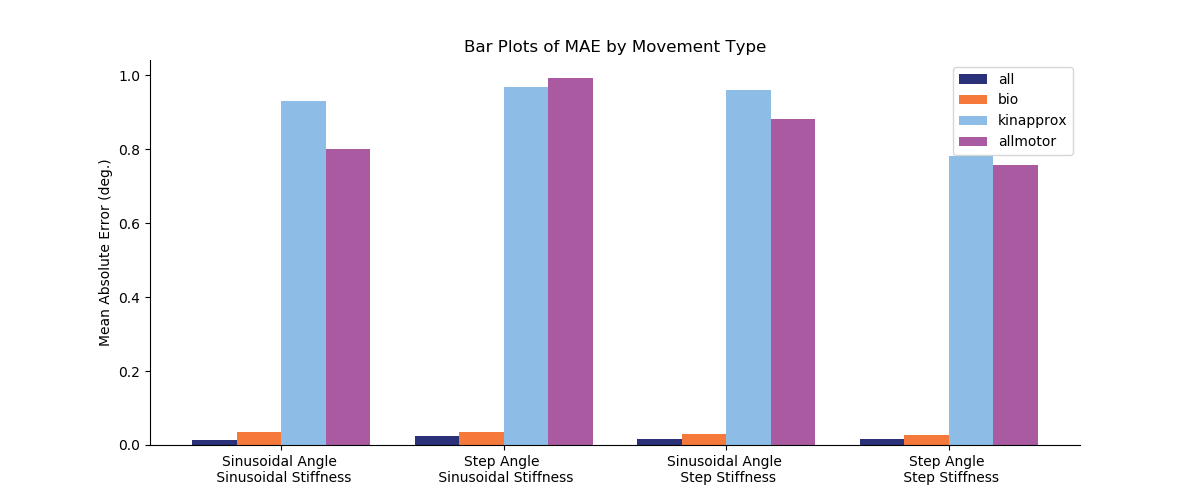 Bar Plots of MAE by Movement Type
Mean Absolute Error (deg.)
1.0
0.8
0.6
0.4
0.2
0.0
all
bio
kinapprox
allmotor
Sinusoidal Angle
Sinusoidal Stiffness
Step Angle
Sinusoidal Stiffness
Sinusoidal Angle
Step Stiffness
Step Angle
Step Stiffness